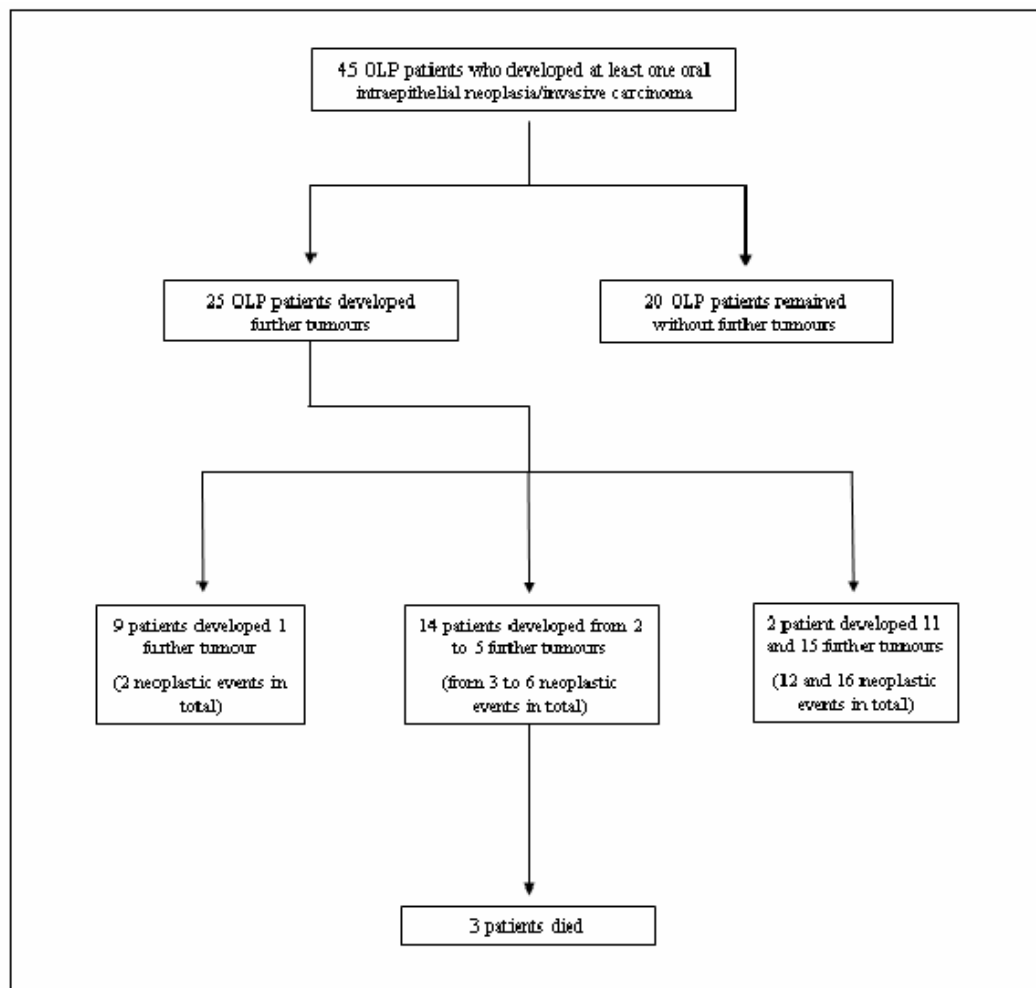 45 OLP patients who developed at least one oral
intraepithelial neoplasia/invasive carcinoma
25 OLP patients developed
further tumours
20 OLP patients remained
without further tumours
9 patients developed 1
further tumour
(2 neoplastic events in
total)
14 patients developed from 2
to 5 further tumours
(from 3 to 6 neoplastic
events in total)
2 patient developed 11
and 15 further tumours
(12 and 16 neoplastic
events in total)
3 patients died